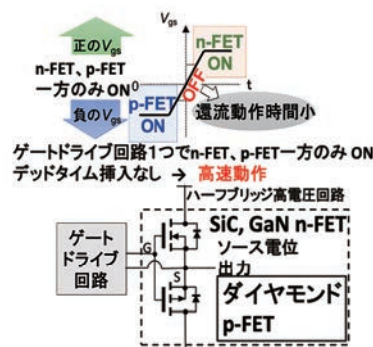 Vgs
正のVgs
n-FET ON
n-FET、p-FET
一方のみ ON
0
OFF
t
負のVgs
p-FET ON
還流動作時間小
ゲートドライブ回路1つでn-FET、p-FET一方のみ ON
デッドタイム挿入なし → 高速動作
ハーフブリッジ高電圧回路
SiC, GaN n-FET
ソース電位
ゲート
ドライブ
回路
G
S
出力
ダイヤモンド
p-FET